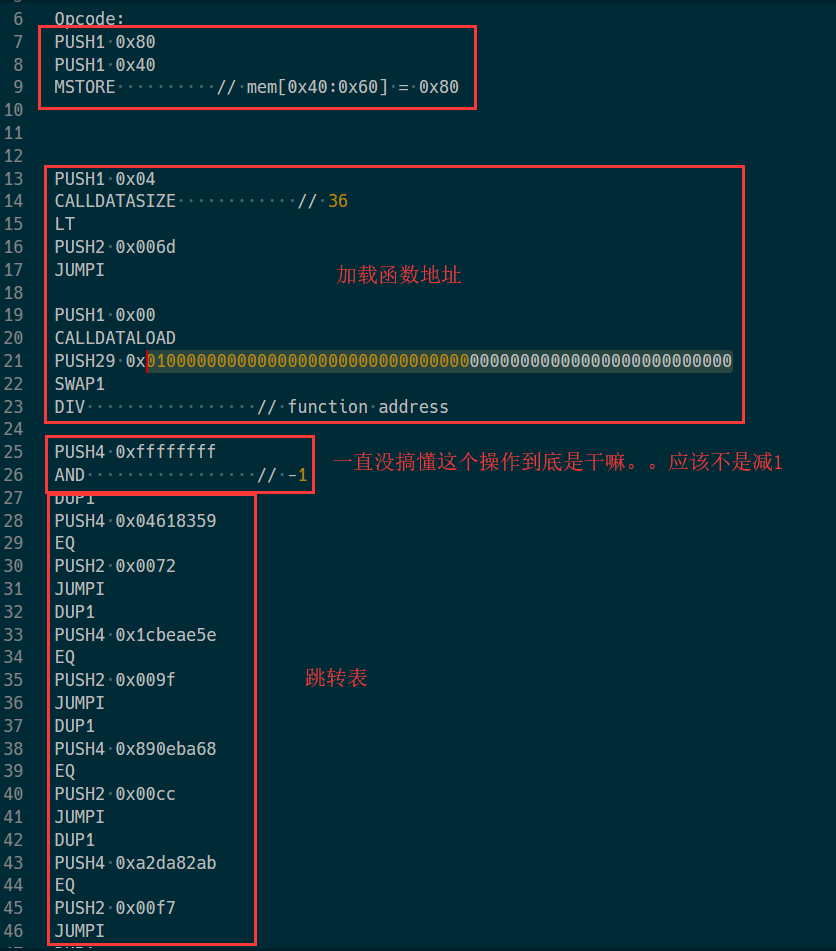 6 Opcode:
7 PUSH1 0x80
8 PUSH1 0x40
9 MSTORE // mem[0x40:0x60] = 0x80
10
11
12
13 PUSH1 0x04
14 CALLDATASIZE // 36
15 LT
16 PUSH2 0x006d
17 JUMPI
加载函数地址
18
19 PUSH1 0x00
20 CALLDATALOAD
21 PUSH29 0x0100000000000000000000000000000000000000000000000000000000
22 SWAP1
23 DIV // function address
24
25 PUSH4 0xffffffff
26 AND // -1
一直没搞懂这个操作到底是干嘛。。应该不是减1
27 DUP1
28 PUSH4 0x04618359
29 EQ
30 PUSH2 0x0072
31 JUMPI
32 DUP1
33 PUSH4 0x1cbeae5e
34 EQ
35 PUSH2 0x009f
跳转表
36 JUMPI
37 DUP1
38 PUSH4 0x890eba68
39 EQ
40 PUSH2 0x00cc
41 JUMPI
42 DUP1
43 PUSH4 0xa2da82ab
44 EQ
45 PUSH2 0x00f7
46 JUMPI